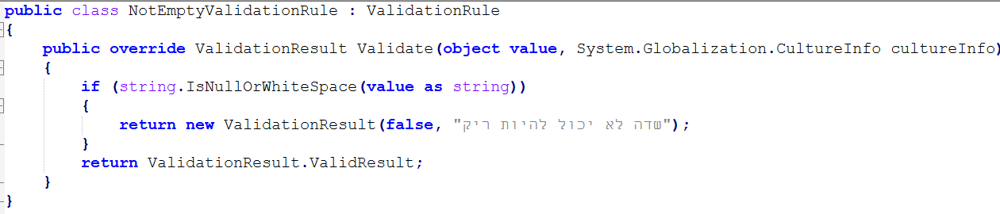 public class NotEmptyValidationRule : ValidationRule
{
    public override ValidationResult Validate(object value, System.Globalization.CultureInfo cultureInfo)
    {
        if (string.IsNullOrWhiteSpace(value as string))
        {
            return new ValidationResult(false, "שדה לא יכול להיות ריק");
        }
        return ValidationResult.ValidResult;
    }
}